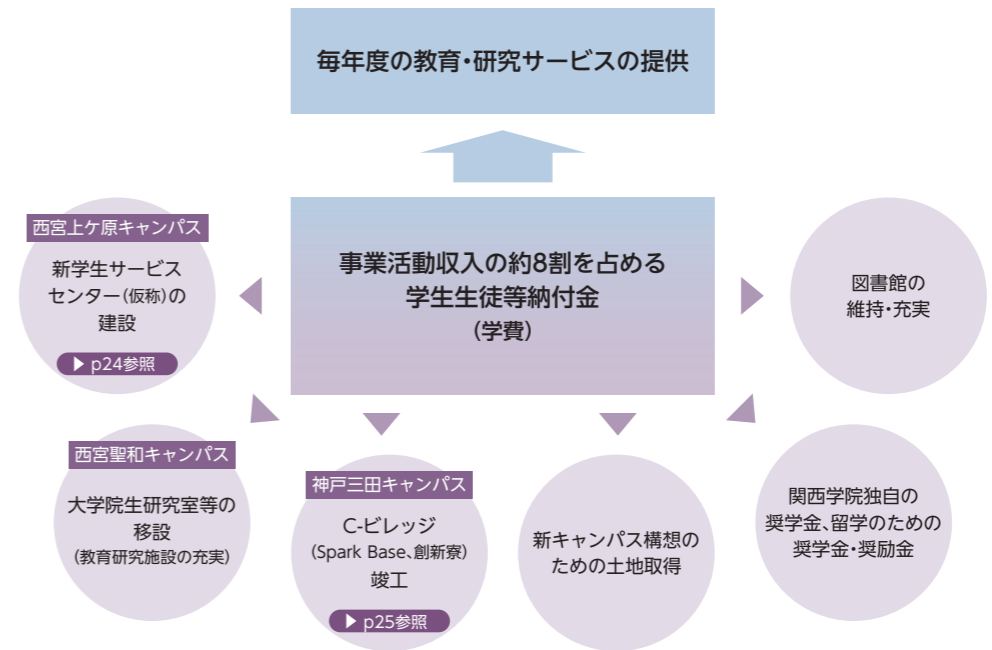 毎年度の教育・研究サービスの提供
事業活動収入の約8割を占める
学生生徒等納付金
（学費）
西宮上ケ原キャンパス
新学生サービス
センター（仮称）の
建設
▶ p24参照
西宮聖和キャンパス
大学院生研究室等の
移設
（教育研究施設の充実）
神戸三田キャンパス
C-ビレッジ
（Spark Base、創新寮）
竣工
▶ p25参照
新キャンパス構想の
ための土地取得
関西学院独自の
奨学金、留学のための
奨学金・奨励金
図書館の
維持・充実